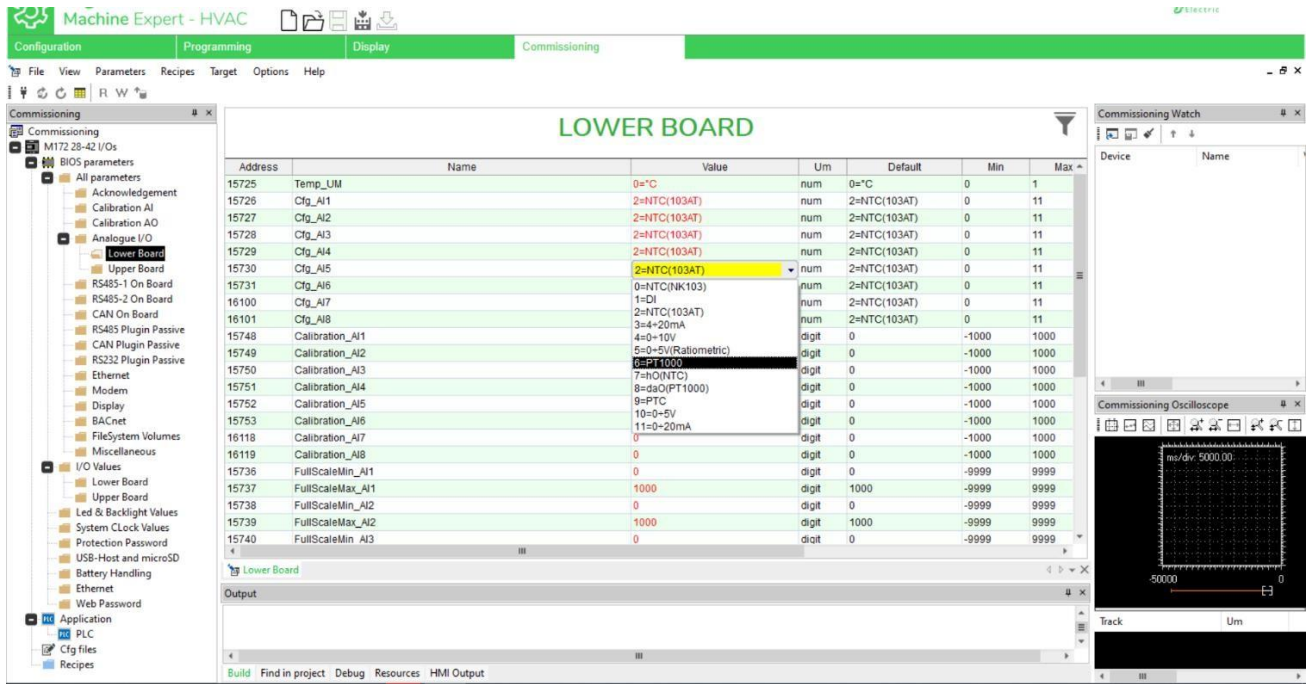 Machine Expert - HVAC
Electric
Configuration Programming Display Commissioning
File View Parameters Recipes Target Options Help
R W
Commissioning
Commissioning
M172 28-42 I/Os
BIOS parameters
All parameters
Acknowledgement
Calibration AI
Calibration AO
Analogue I/O
Lower Board
Upper Board
RS485-1 On Board
RS485-2 On Board
CAN On Board
RS485 Plugin Passive
CAN Plugin Passive
RS232 Plugin Passive
Ethernet
Modem
Display
BACnet
FileSystem Volumes
Miscellaneous
I/O Values
Lower Board
Upper Board
Led & Backlight Values
System CLock Values
Protection Password
USB-Host and microSD
Battery Handling
Ethernet
Web Password
Application
PLC
PLC
Cfg files
Recipes
LOWER BOARD
Address Name Value Um Default Min Max
15725 Temp_UM 0=°C num 0=°C 0 1
15726 Cfg_AI1 2=NTC(103AT) num 2=NTC(103AT) 0 11
15727 Cfg_AI2 2=NTC(103AT) num 2=NTC(103AT) 0 11
15728 Cfg_AI3 2=NTC(103AT) num 2=NTC(103AT) 0 11
15729 Cfg_AI4 2=NTC(103AT) num 2=NTC(103AT) 0 11
15730 Cfg_AI5 2=NTC(103AT) num 2=NTC(103AT) 0 11
15731 Cfg_AI6 num 2=NTC(103AT) 0 11
16100 Cfg_AI7 num 2=NTC(103AT) 0 11
16101 Cfg_AI8 num 2=NTC(103AT) 0 11
15748 Calibration_AI1 digit 0 -1000 1000
15749 Calibration_AI2 digit 0 -1000 1000
15750 Calibration_AI3 digit 0 -1000 1000
15751 Calibration_AI4 digit 0 -1000 1000
15752 Calibration_AI5 digit 0 -1000 1000
15753 Calibration_AI6 digit 0 -1000 1000
16118 Calibration_AI7 0 digit 0 -1000 1000
16119 Calibration_AI8 0 digit 0 -1000 1000
15736 FullScaleMin_AI1 0 digit 0 -9999 9999
15737 FullScaleMax_AI1 1000 digit 1000 -9999 9999
15738 FullScaleMin_AI2 0 digit 0 -9999 9999
15739 FullScaleMax_AI2 1000 digit 1000 -9999 9999
15740 FullScaleMin_AI3 0 digit 0 -9999 9999
0=NTC(NK103)
1=DI
2=NTC(103AT)
3=4÷20mA
4=0÷10V
5=0÷5V(Ratiometric)
6=PT1000
7=hO(NTC)
8=daO(PT1000)
9=PTC
10=0÷5V
11=0÷20mA
Lower Board
Output
Build Find in project Debug Resources HMI Output
Commissioning Watch
Device Name
Commissioning Oscilloscope
ms/div: 5000.00
-50000 0
Track Um